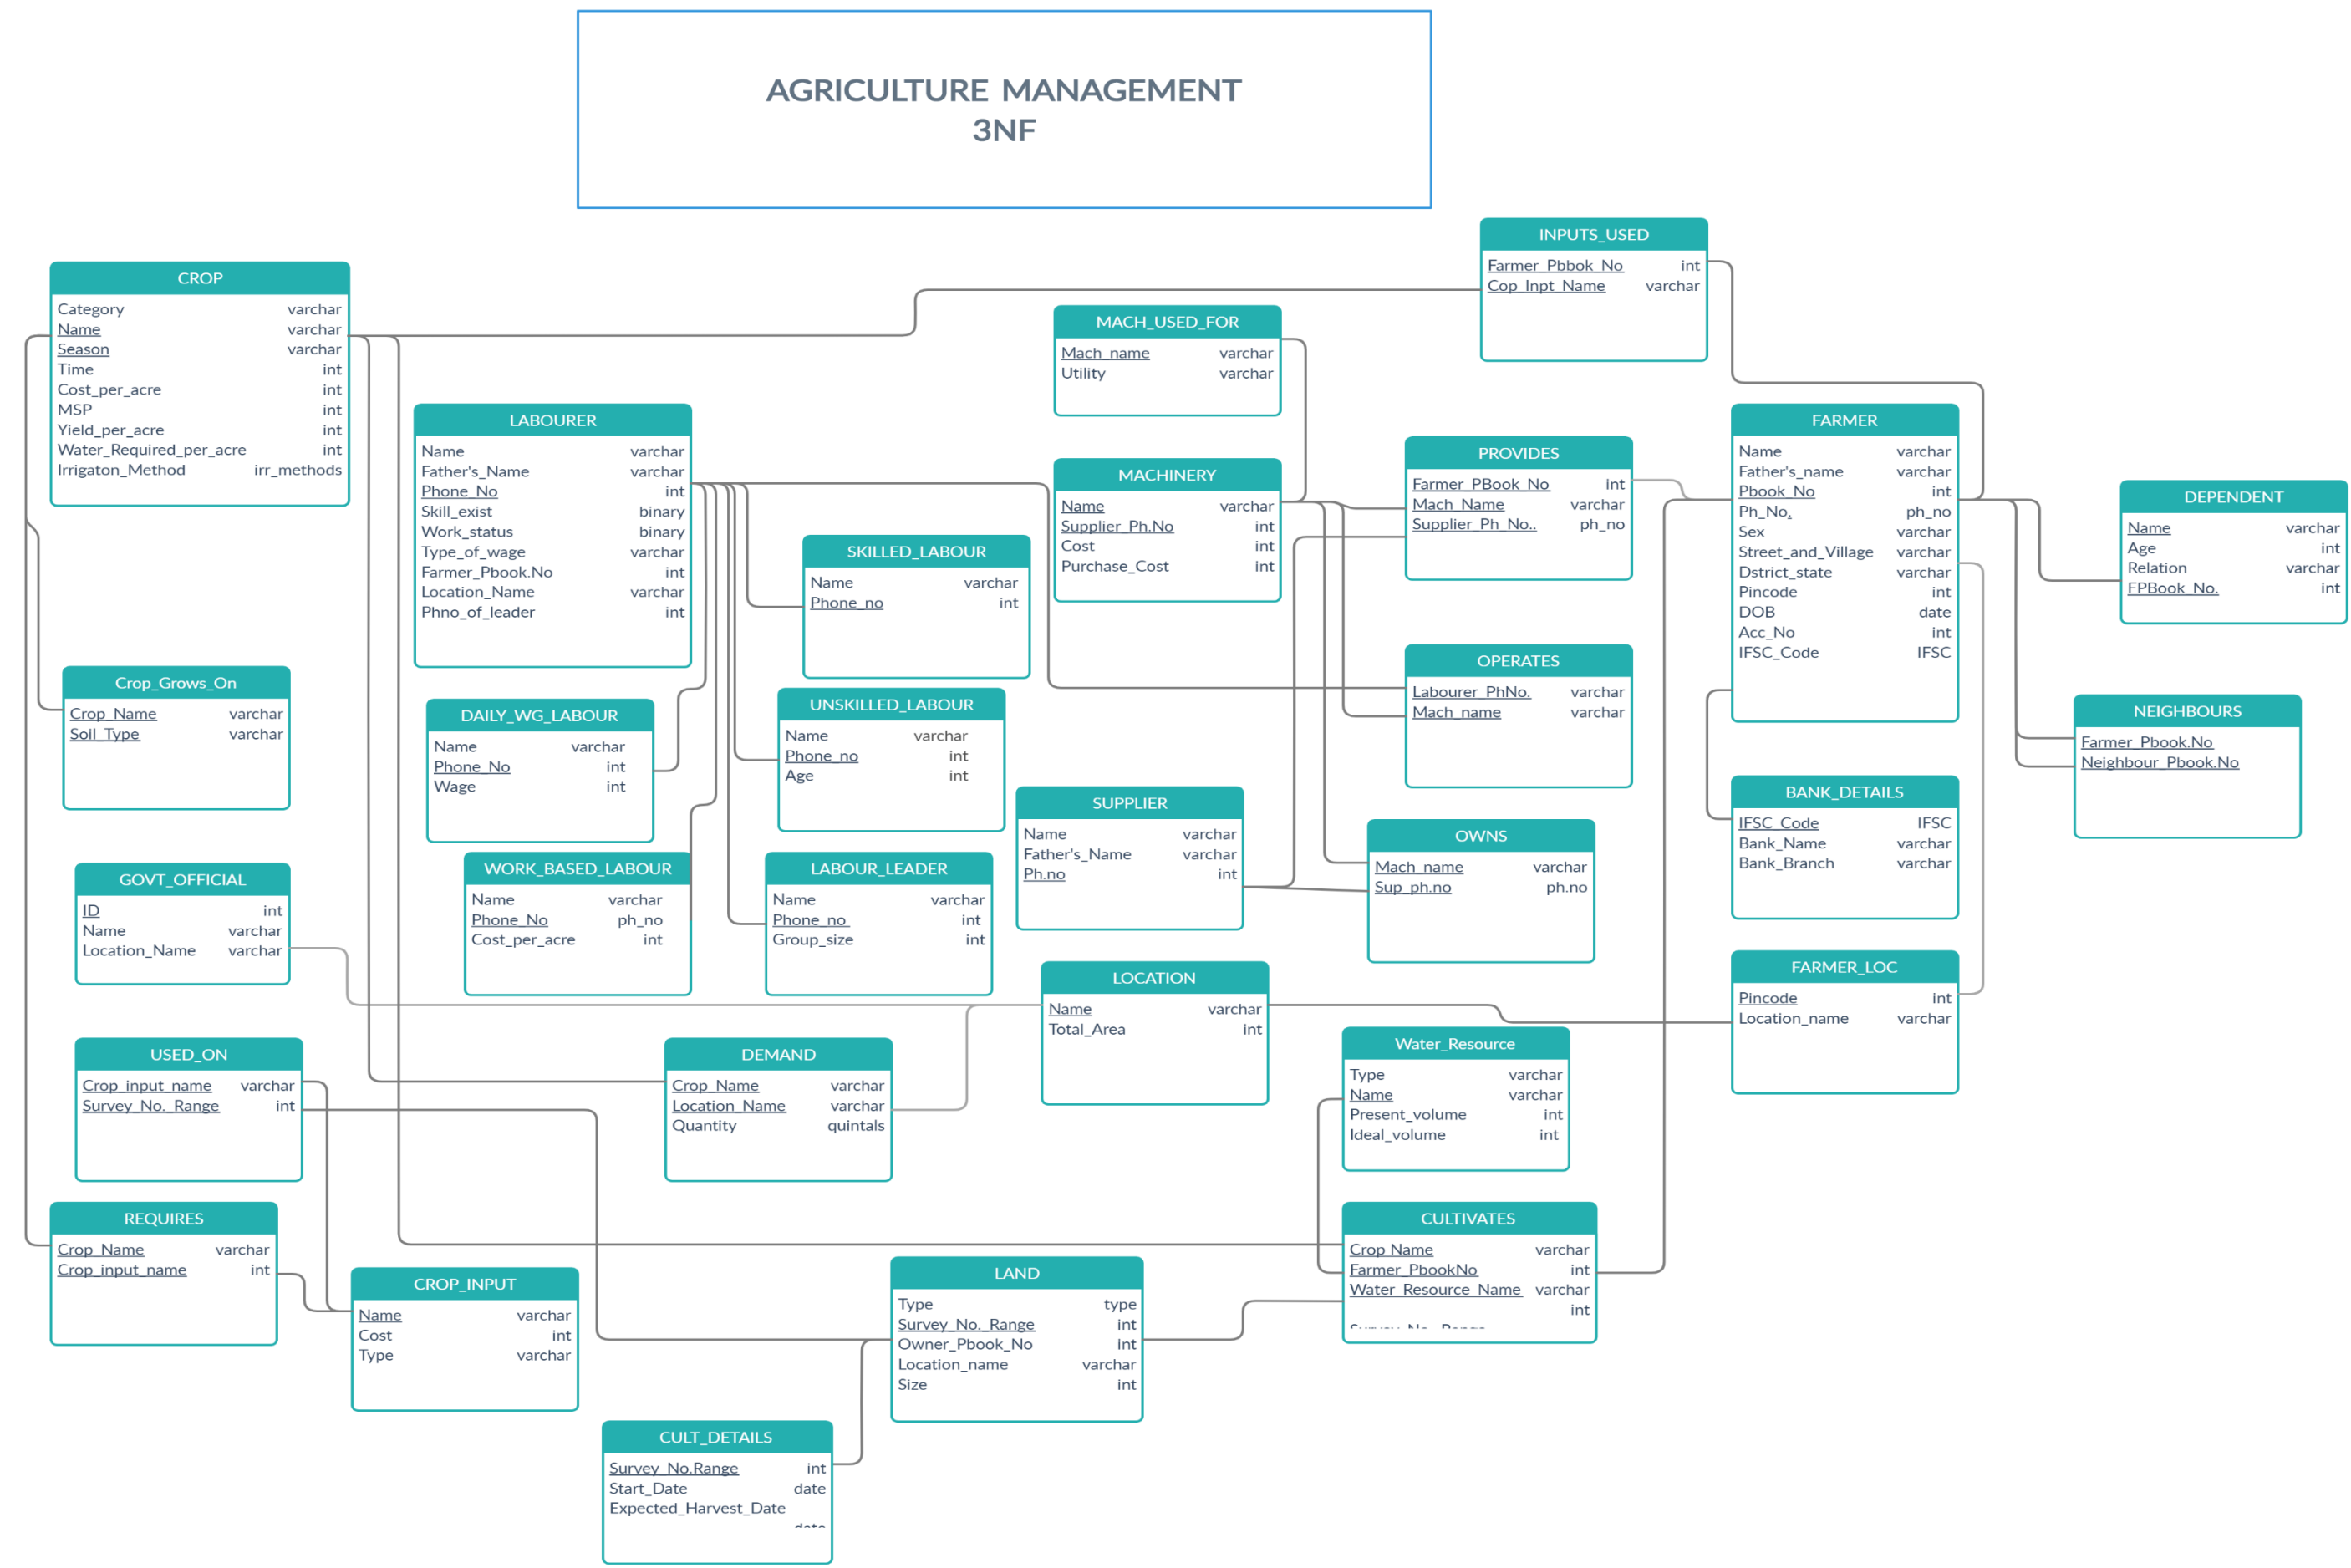 AGRICULTURE MANAGEMENT
3NF
INPUTS_USED
Farmer_Pbbok_No int
Cop_Inpt_Name varchar
CROP
Category varchar
Name varchar
Season varchar
Time int
Cost_per_acre int
MSP int
Yield_per_acre int
Water_Required_per_acre int
Irrigaton_Method irr_methods
MACH_USED_FOR
Mach_name varchar
Utility varchar
LABOURER
Name varchar
Father's_Name varchar
Phone_No int
Skill_exist binary
Work_status binary
Type_of_wage varchar
Farmer_Pbook.No int
Location_Name varchar
Phno_of_leader int
MACHINERY
Name varchar
Supplier_Ph.No int
Cost int
Purchase_Cost int
PROVIDES
Farmer_PBook_No int
Mach_Name varchar
Supplier_Ph_No.. ph_no
FARMER
Name varchar
Father's_name varchar
Pbook_No int
Ph_No. ph_no
Sex varchar
Street_and_Village varchar
Dstrict_state varchar
Pincode int
DOB date
Acc_No int
IFSC_Code IFSC
DEPENDENT
Name varchar
Age int
Relation varchar
FPBook_No. int
SKILLED_LABOUR
Name varchar
Phone_no int
Crop_Grows_On
Crop_Name varchar
Soil_Type varchar
DAILY_WG_LABOUR
Name varchar
Phone_No int
Wage int
UNSKILLED_LABOUR
Name varchar
Phone_no int
Age int
OPERATES
Labourer_PhNo. varchar
Mach_name varchar
NEIGHBOURS
Farmer_Pbook.No
Neighbour_Pbook.No
SUPPLIER
Name varchar
Father's_Name varchar
Ph.no int
BANK_DETAILS
IFSC_Code IFSC
Bank_Name varchar
Bank_Branch varchar
OWNS
Mach_name varchar
Sup_ph.no ph.no
GOVT_OFFICIAL
ID int
Name varchar
Location_Name varchar
WORK_BASED_LABOUR
Name varchar
Phone_No ph_no
Cost_per_acre int
LABOUR_LEADER
Name varchar
Phone_no int
Group_size int
LOCATION
Name varchar
Total_Area int
FARMER_LOC
Pincode int
Location_name varchar
USED_ON
Crop_input_name varchar
Survey_No._Range int
DEMAND
Crop_Name varchar
Location_Name varchar
Quantity quintals
Water_Resource
Type varchar
Name varchar
Present_volume int
Ideal_volume int
REQUIRES
Crop_Name varchar
Crop_input_name int
CROP_INPUT
Name varchar
Cost int
Type varchar
LAND
Type type
Survey_No._Range int
Owner_Pbook_No int
Location_name varchar
Size int
CULTIVATES
Crop Name varchar
Farmer_PbookNo int
Water_Resource_Name varchar
int
CULT_DETAILS
Survey_No.Range int
Start_Date date
Expected_Harvest_Date